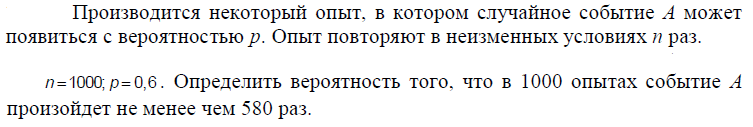 Производится некоторый опыт, в котором случайное событие A может
появиться с вероятностью p. Опыт повторяют в неизменных условиях n раз.
n=1000; p=0,6. Определить вероятность того, что в 1000 опытах событие A
произойдет не менее чем 580 раз.